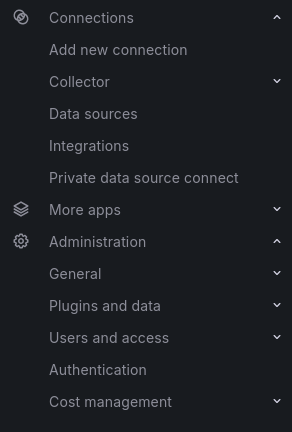 Connections
Add new connection
Collector
Data sources
Integrations
Private data source connect
More apps
Administration
General
Plugins and data
Users and access
Authentication
Cost management